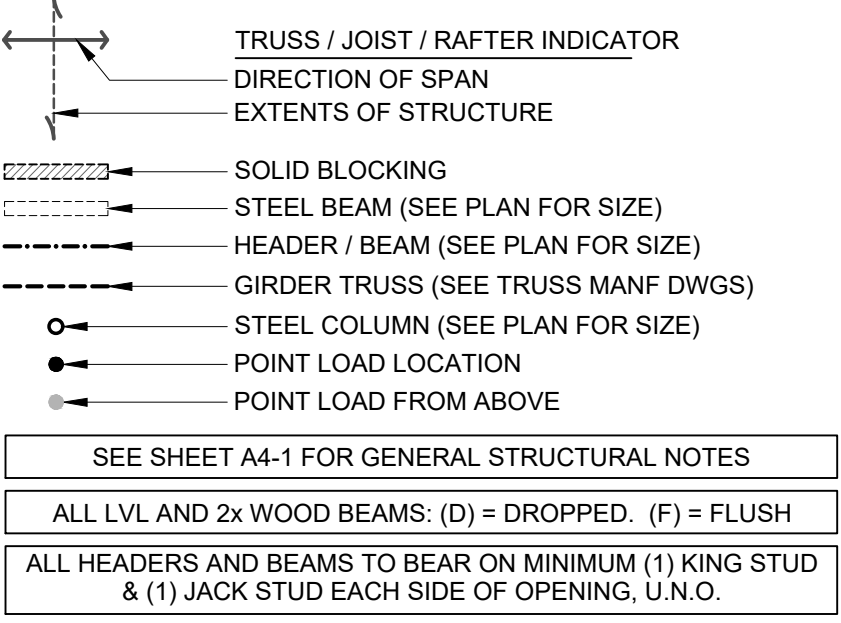 TRUSS / JOIST / RAFTER INDICATOR
DIRECTION OF SPAN
EXTENTS OF STRUCTURE
SOLID BLOCKING
STEEL BEAM (SEE PLAN FOR SIZE)
HEADER / BEAM (SEE PLAN FOR SIZE)
GIRDER TRUSS (SEE TRUSS MANF DWGS)
STEEL COLUMN (SEE PLAN FOR SIZE)
POINT LOAD LOCATION
POINT LOAD FROM ABOVE
SEE SHEET A4-1 FOR GENERAL STRUCTURAL NOTES
ALL LVL AND 2x WOOD BEAMS: (D) = DROPPED. (F) = FLUSH
ALL HEADERS AND BEAMS TO BEAR ON MINIMUM (1) KING STUD
& (1) JACK STUD EACH SIDE OF OPENING, U.N.O.